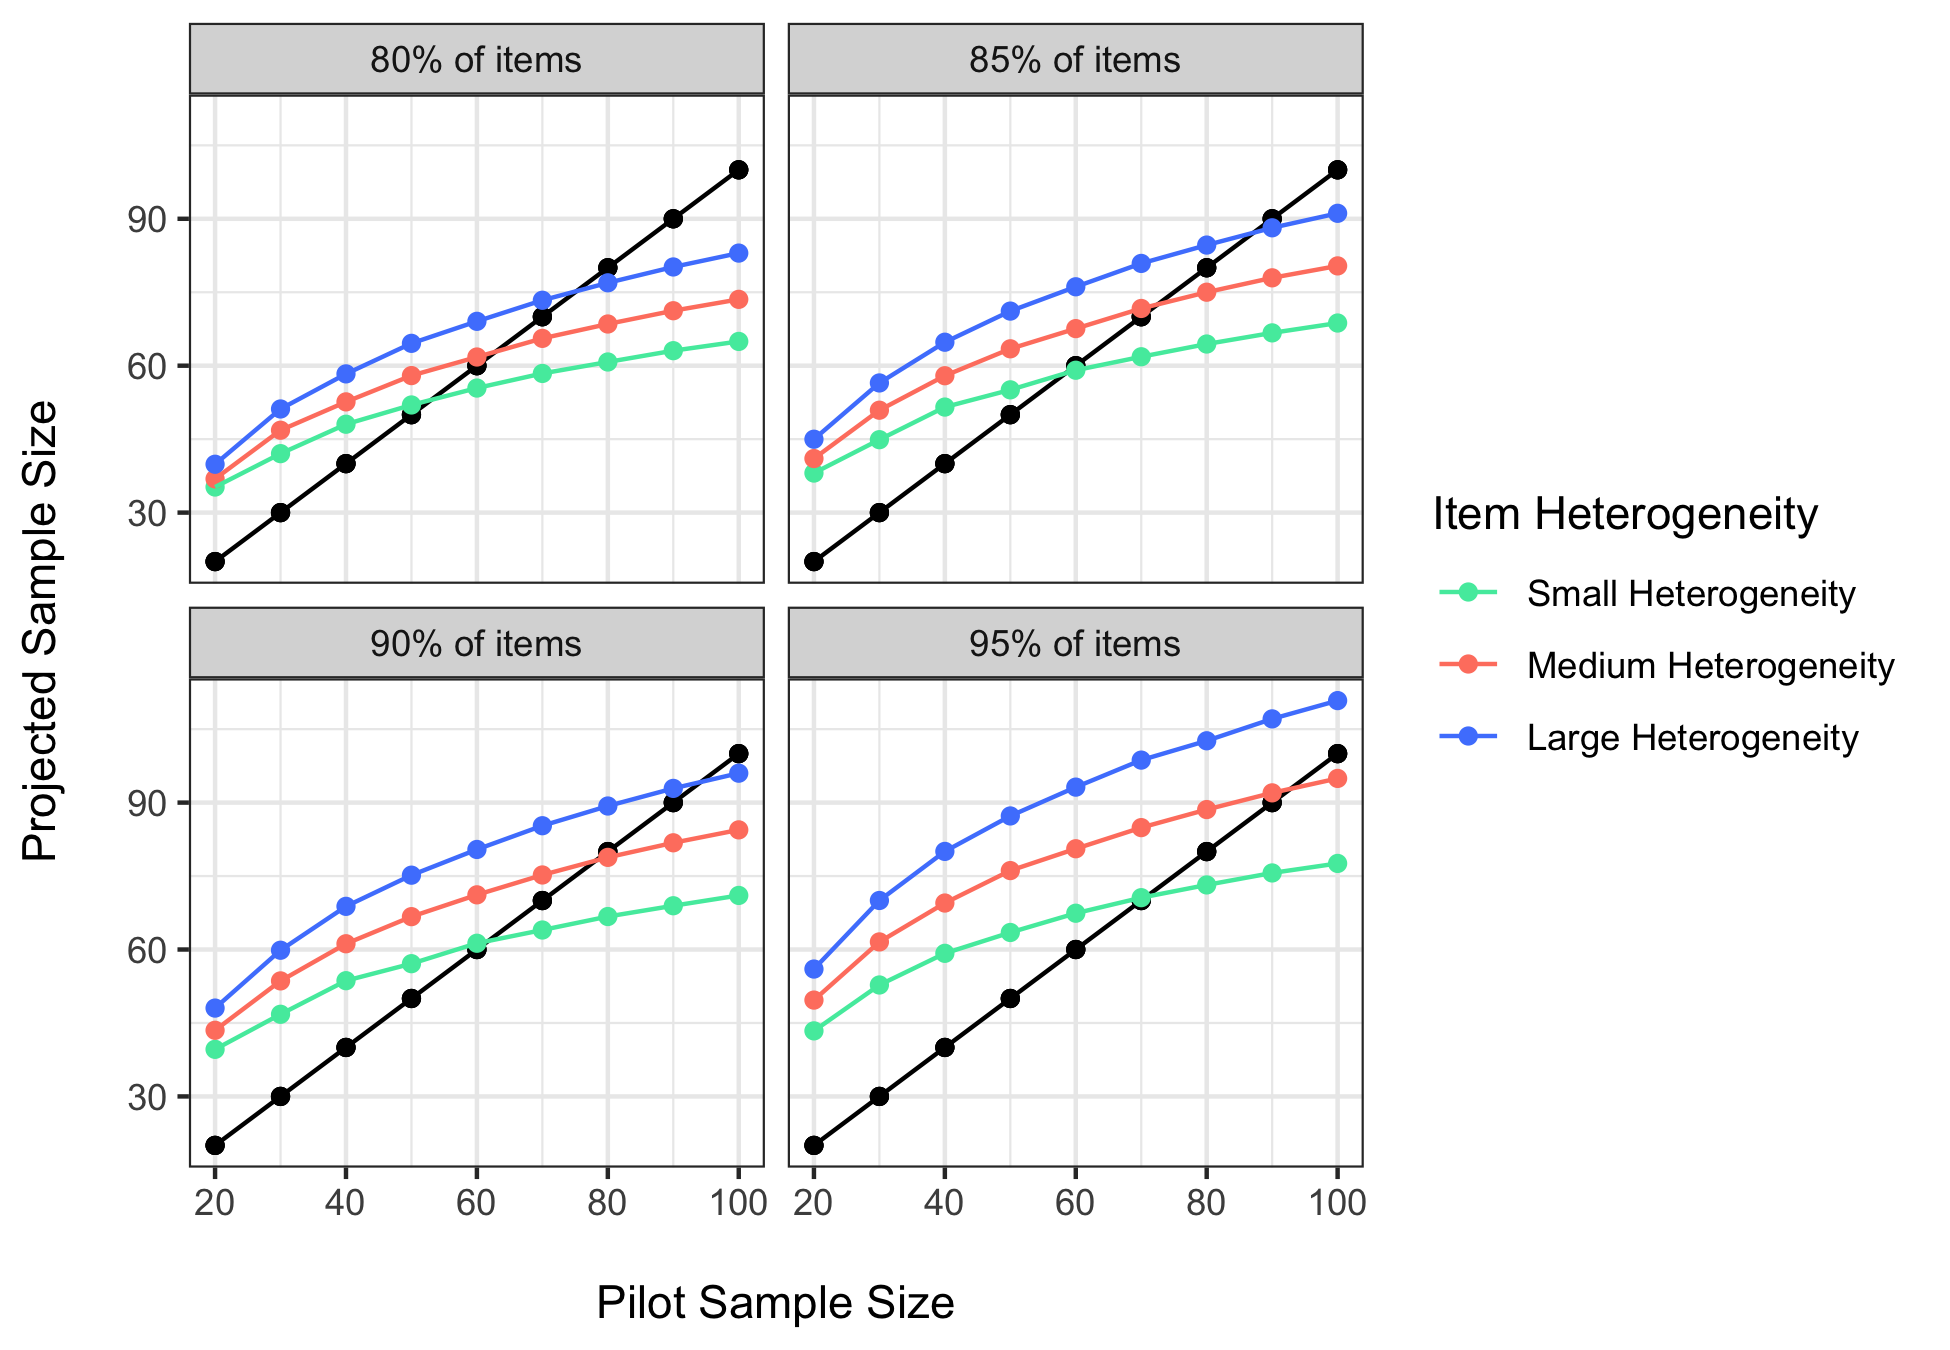 80% of items
85% of items
90
60
30
90% of items
95% of items
90
60
30
20 40 60 80 100 20 40 60 80 100
Projected Sample Size
Pilot Sample Size
Item Heterogeneity
Small Heterogeneity
Medium Heterogeneity
Large Heterogeneity